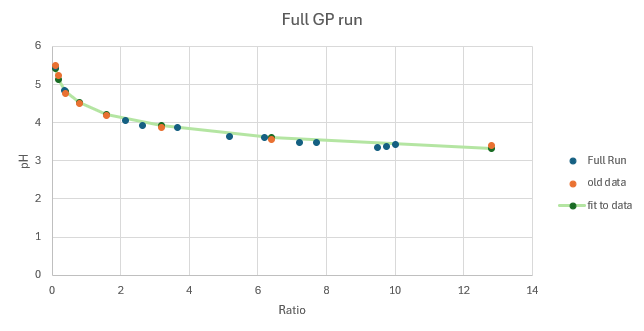 Full GP run
6
5
4
3
2
1
0
pH
0 2 4 6 8 10 12 14
Ratio
Full Run
old data
fit to data